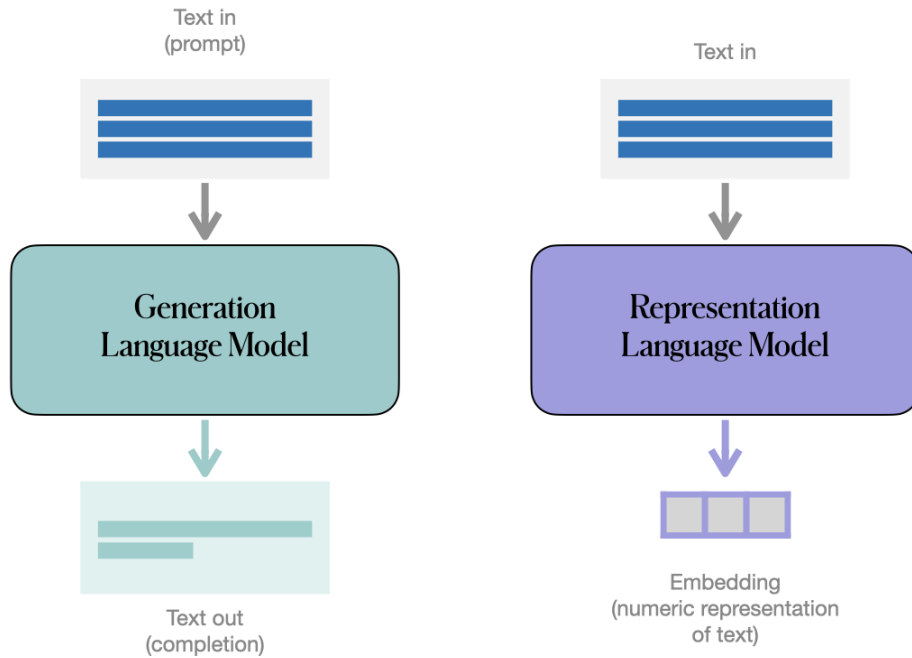 Text in
(prompt)
Generation
Language Model
Text out
(completion)
Text in
Representation
Language Model
Embedding
(numeric representation
of text)